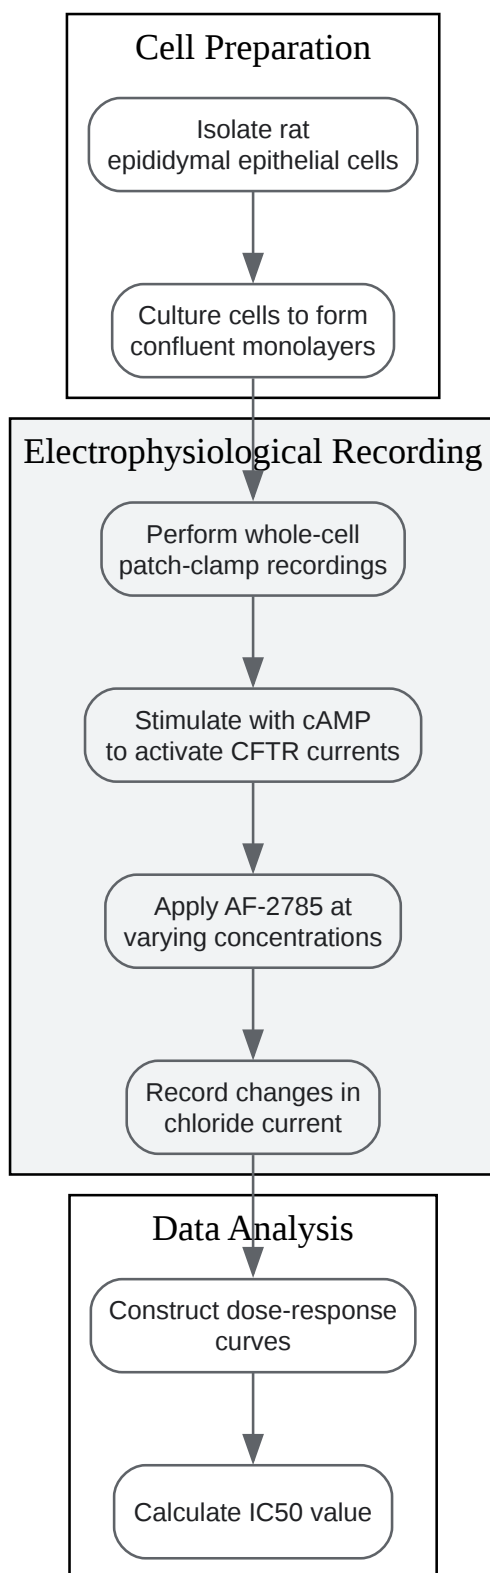 Cell Preparation
Isolate rat
epididymal epithelial cells
Culture cells to form
confluent monolayers
Electrophysiological Recording
Perform whole-cell
patch-clamp recordings
Stimulate with cAMP
to activate CFTR currents
Apply AF-2785 at
varying concentrations
Record changes in
chloride current
Data Analysis
Construct dose-response
curves
Calculate IC50 value